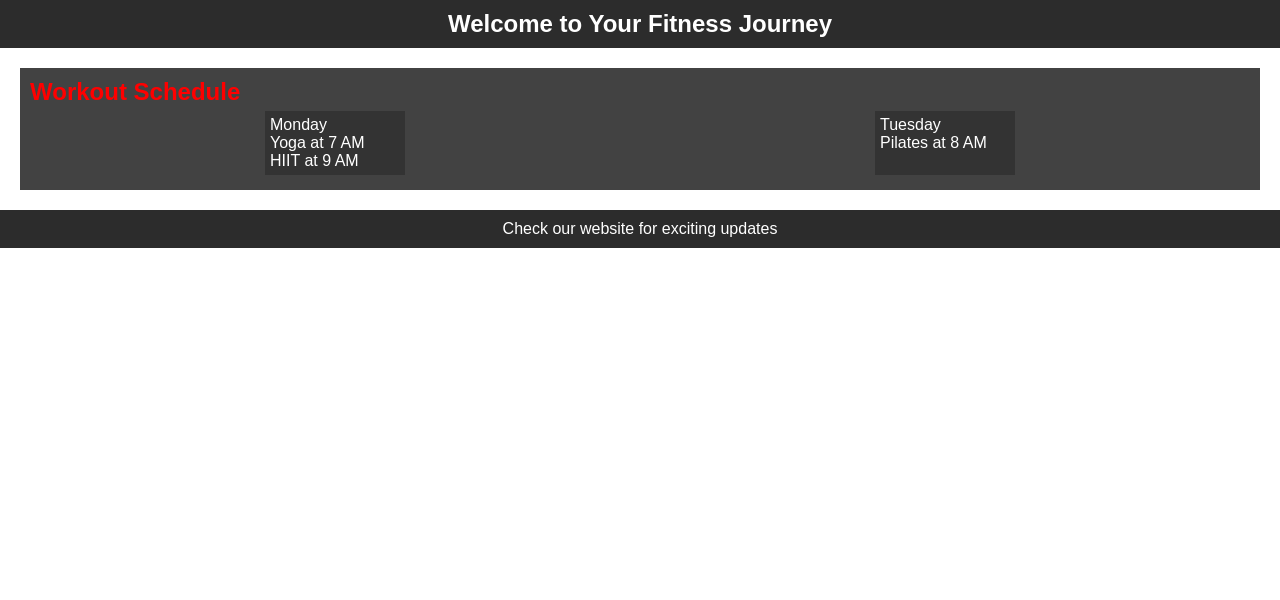 Welcome to Your Fitness Journey
Workout Schedule
Monday
Yoga at 7 AM
HIIT at 9 AM
Tuesday
Pilates at 8 AM
Check our website for exciting updates